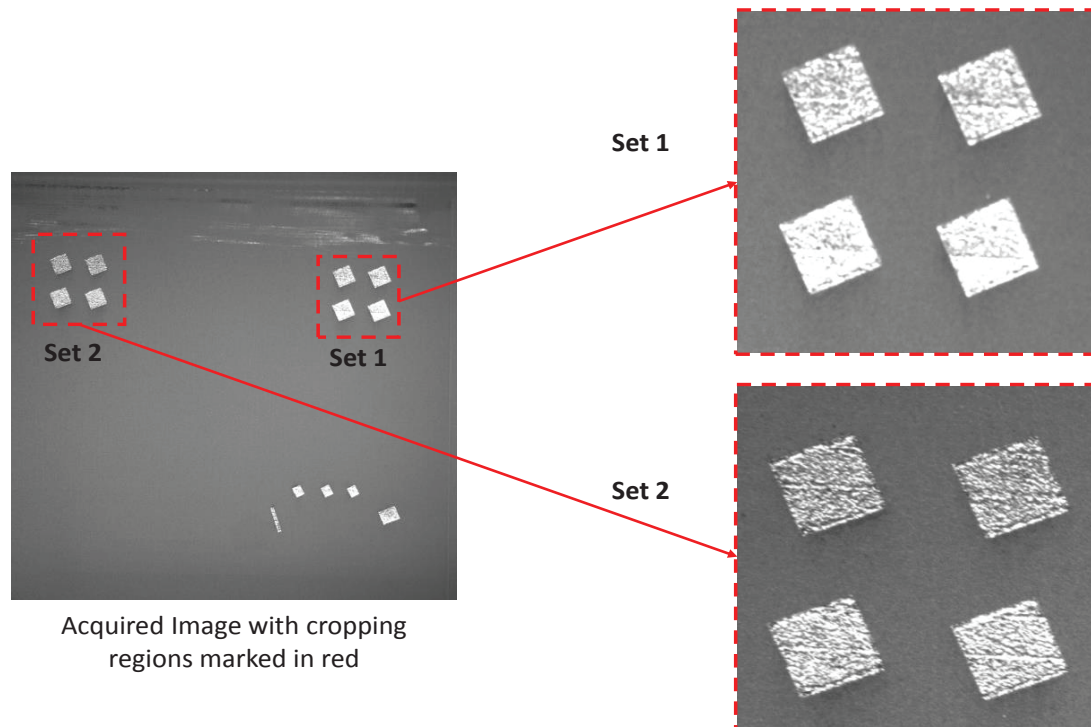 Set 1
Set 2
Set 1
Set 2
Acquired Image with cropping
regions marked in red